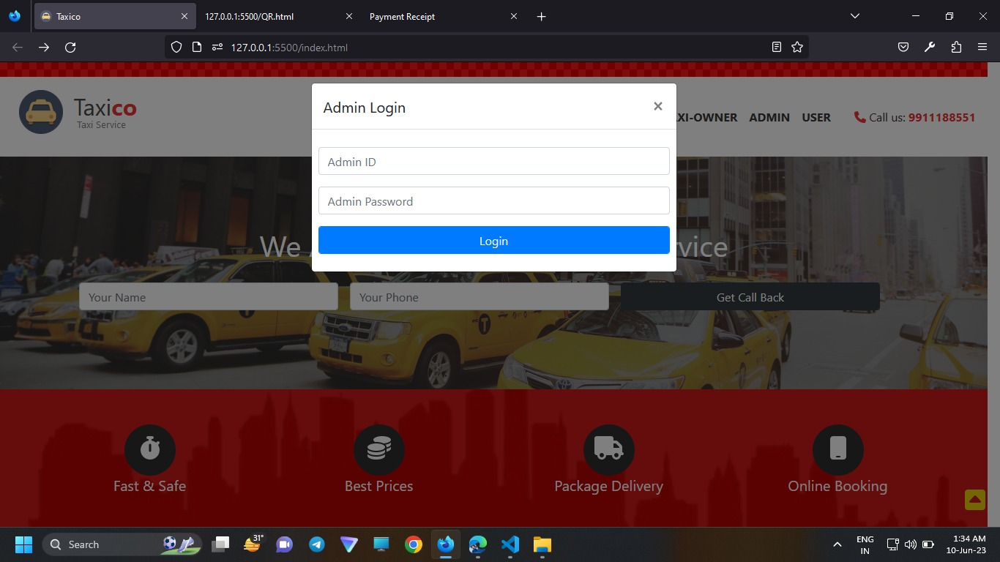 Taxico
127.0.0.1:5500/QR.html
Payment Receipt
127.0.0.1:5500/index.html
Admin Login
×
Taxico
Taxi Service
XI-OWNER ADMIN USER Call us: 9911188551
Admin ID
Admin Password
Login
We
vice
Your Name
Your Phone
Get Call Back
Fast & Safe
Best Prices
Package Delivery
Online Booking
Search
31°
ENG
IN
1:34 AM
10-Jun-23